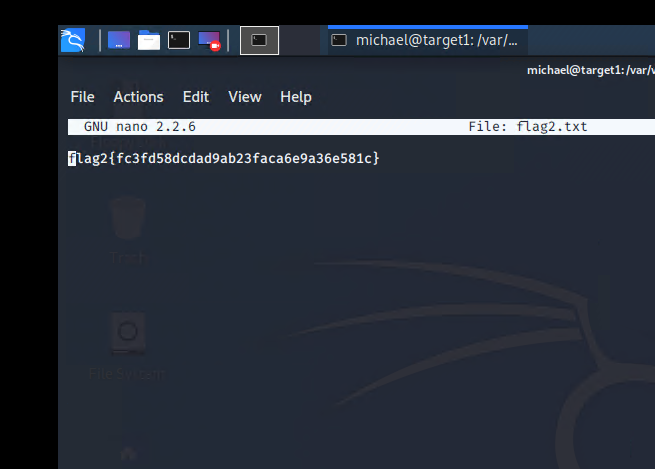 michael@target1: /var/...
michael@target1: /var/v
File Actions Edit View Help
GNU nano 2.2.6 File: flag2.txt
flag2{fc3fd58dcdad9ab23faca6e9a36e581c}
Trash
File System